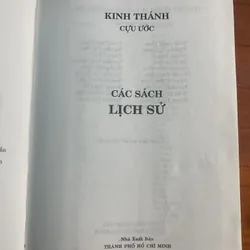 KINH THÁNH
CỰU ƯỚC
CÁC SÁCH
LỊCH SỬ
Nhà Xuất Bản
THÀNH PHỐ HỒ CHÍ MINH